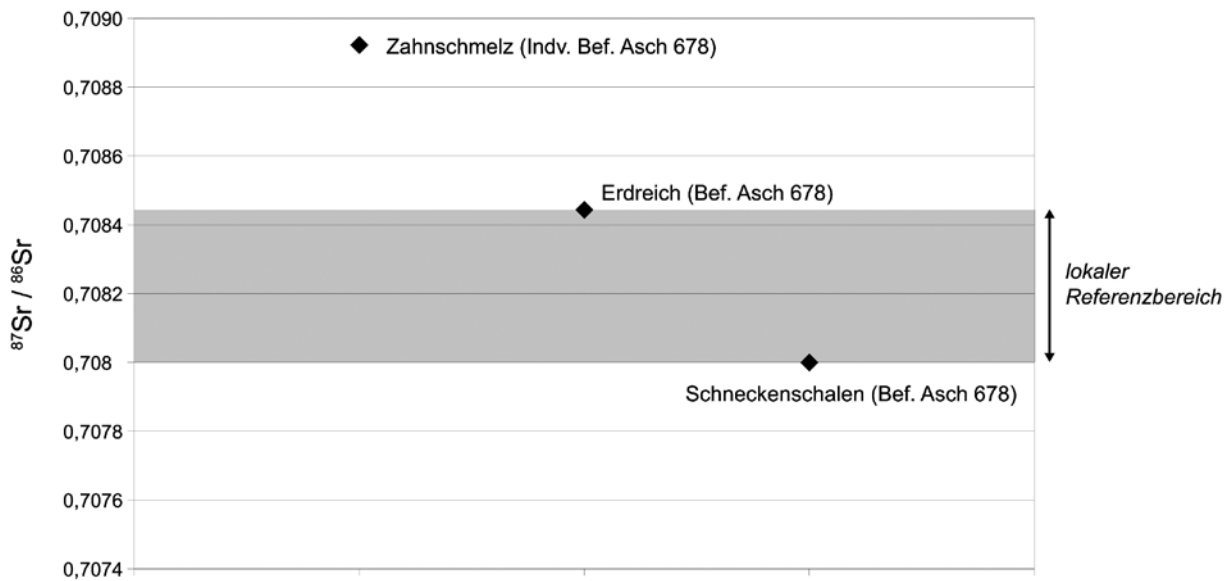 0,7090
Zahnschmelz (Indv. Bef. Asch 678)
0,7088
0,7086
Erdreich (Bef. Asch 678)
0,7084
lokaler
Referenzbereich
0,7082
0,708
Schneckenschalen (Bef. Asch 678)
0,7078
0,7076
0,7074
⁸⁷Sr / ⁸⁶Sr